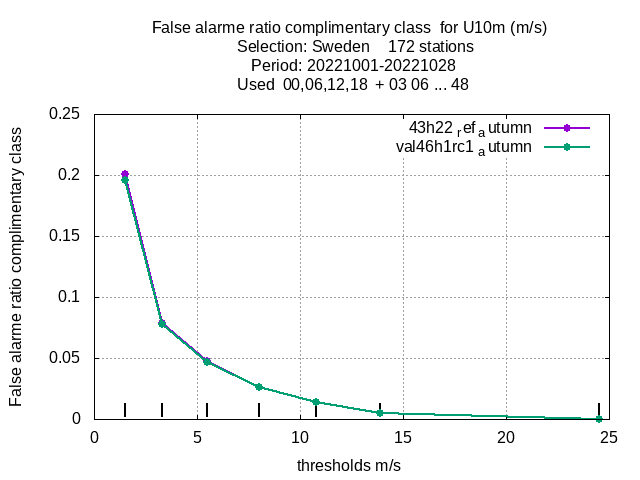 False alarme ratio complimentary class  for U10m (m/s)
Selection: Sweden    172 stations
Period: 20221001-20221028
Used  00,06,12,18  + 03 06 ... 48
False alarme ratio complimentary class
0.25
0.2
0.15
0.1
0.05
0
43h22 ref autumn
val46h1rc1 autumn
0 5 10 15 20 25
thresholds m/s